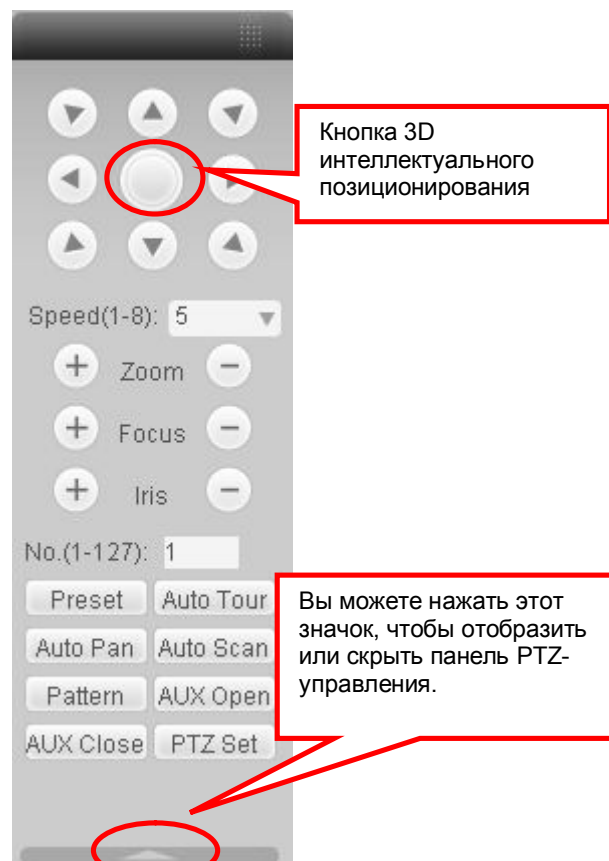 Кнопка 3D
интеллектуального
позиционирования
Speed(1-8): 5
+ Zoom −
+ Focus −
+ Iris −
No.(1-127): 1
Preset Auto Tour
Auto Pan Auto Scan
Pattern AUX Open
AUX Close PTZ Set
Вы можете нажать этот
значок, чтобы отобразить
или скрыть панель PTZ-
управления.